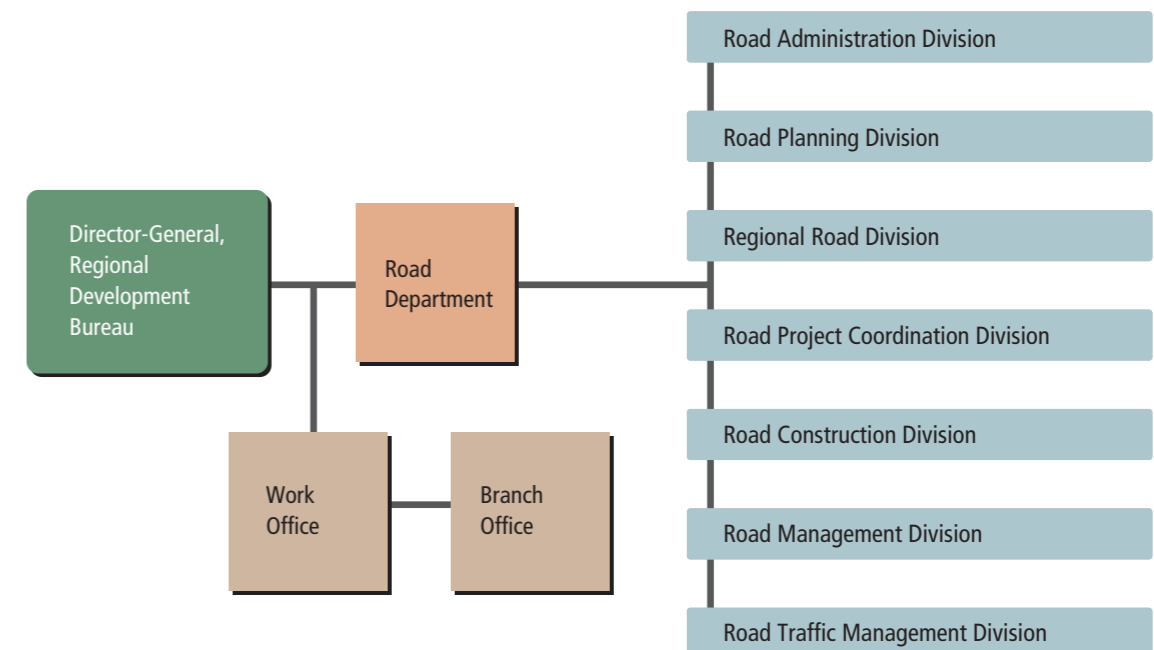 Director-General,
Regional
Development
Bureau
Road
Department
Work
Office
Branch
Office
Road Administration Division
Road Planning Division
Regional Road Division
Road Project Coordination Division
Road Construction Division
Road Management Division
Road Traffic Management Division